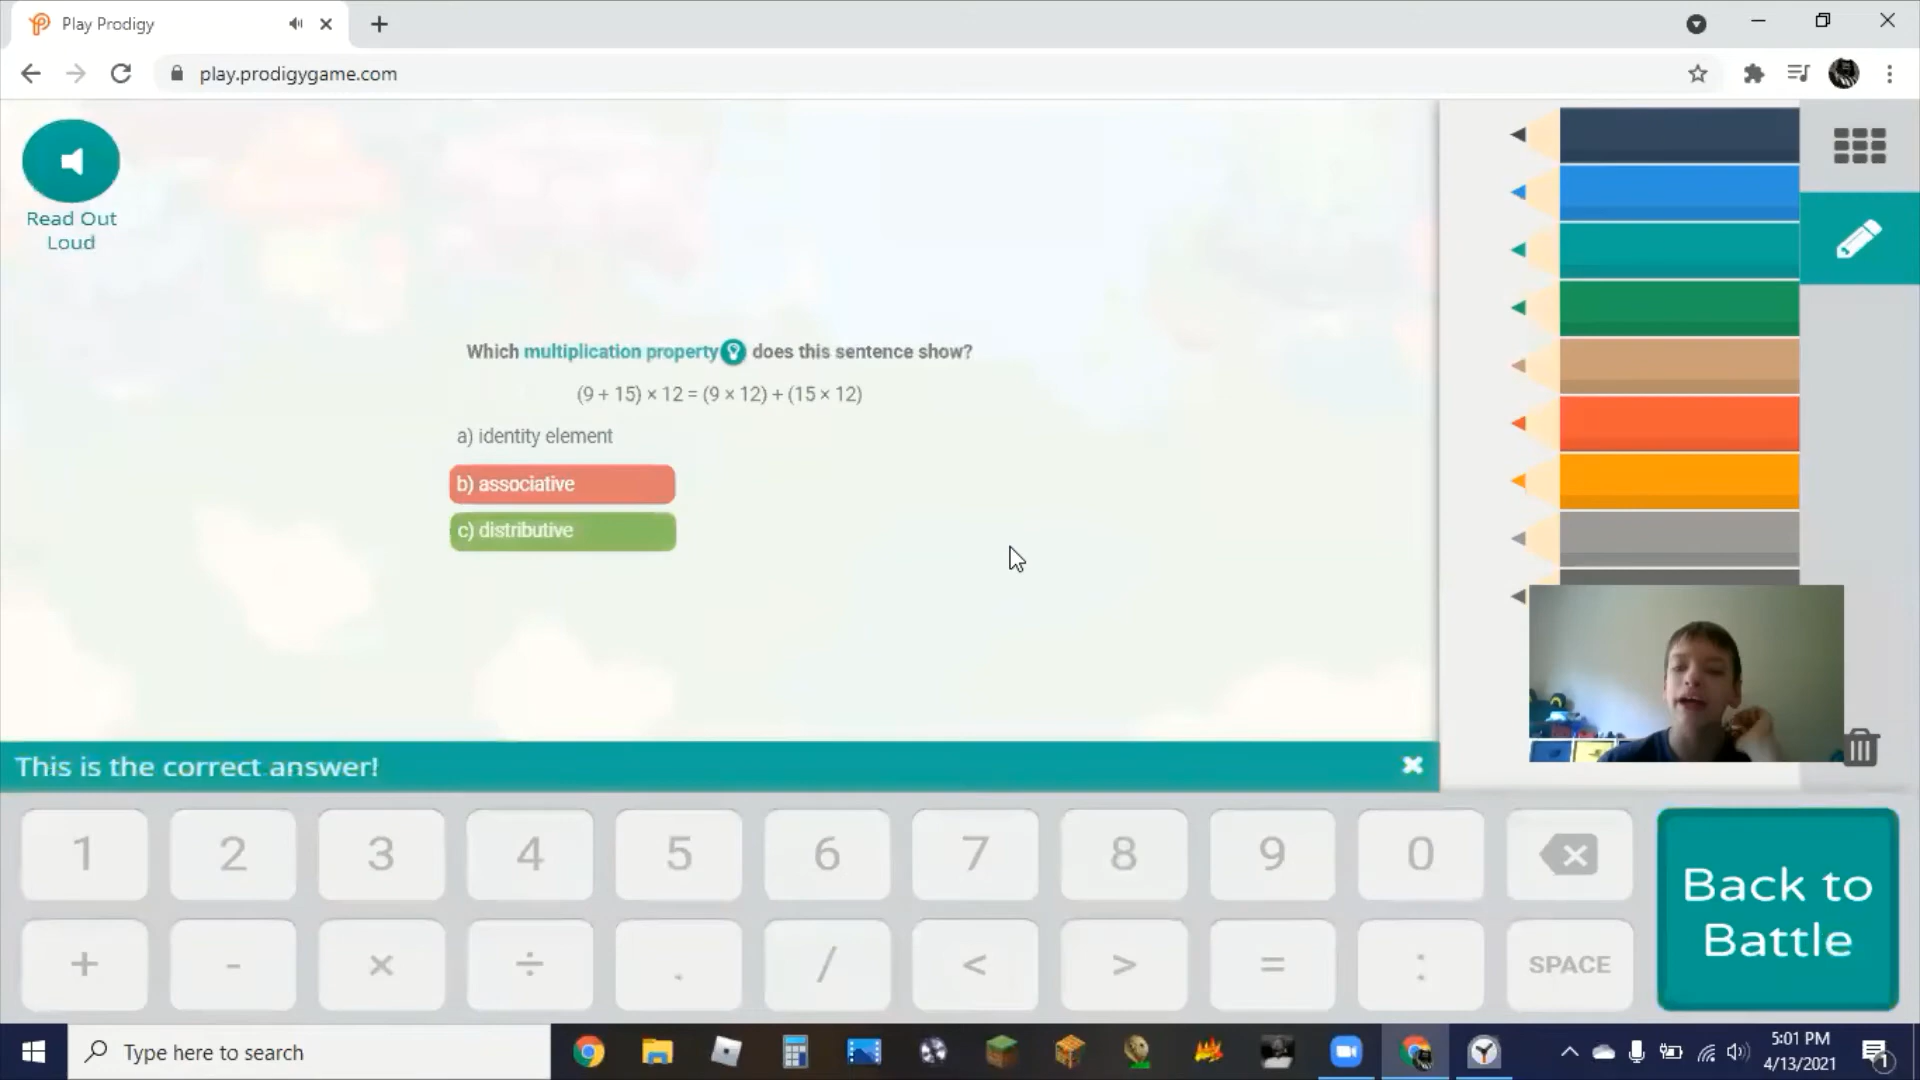 Play Prodigy
play.prodigygame.com
Read Out
Loud
Which multiplication property does this sentence show?
(9 + 15) × 12 = (9 × 12) + (15 × 12)
a) identity element
b) associative
c) distributive
This is the correct answer!
1 2 3 4 5 6 7 8 9 0
+ - × ÷ . / < > = : SPACE
Back to
Battle
Type here to search
5:01 PM
4/13/2021
1